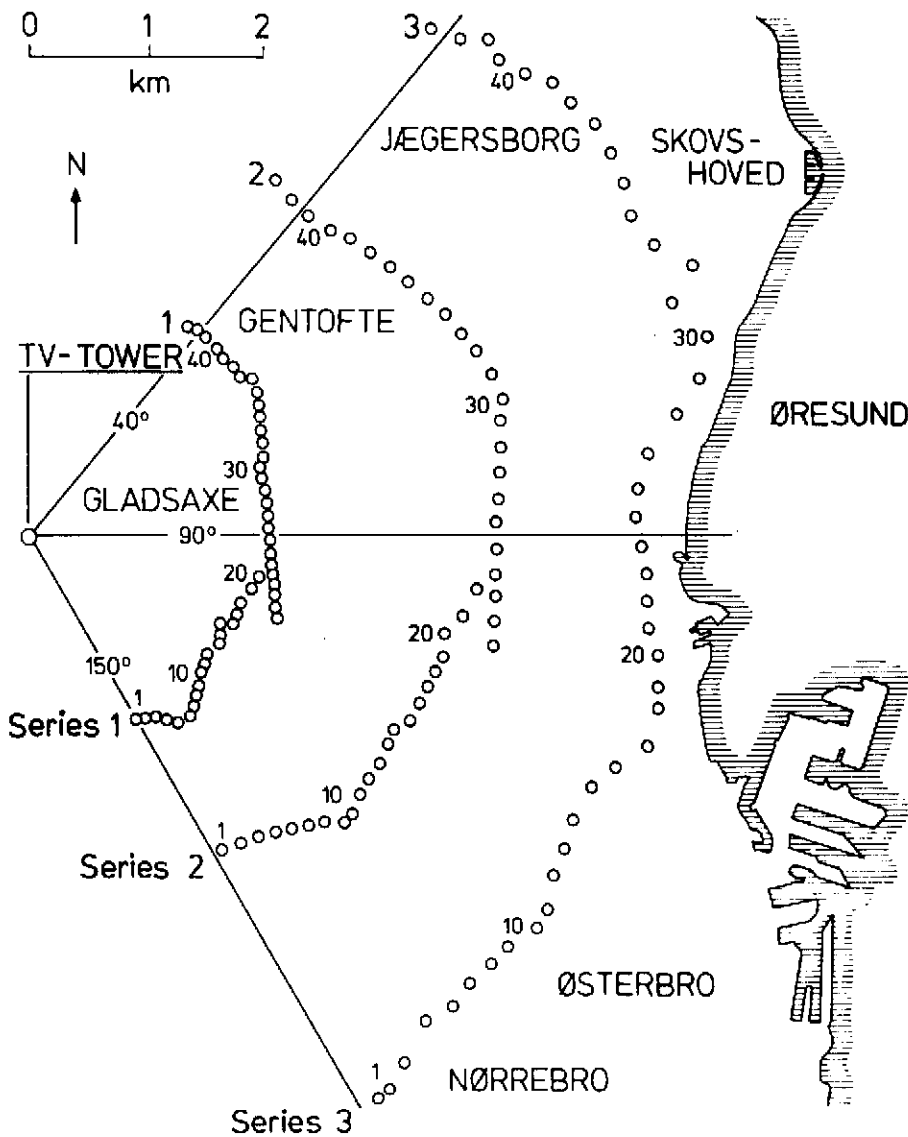 0 1 2
km
N
3
40
JÆGERSBORG
SKOVS-
HOVED
2
40
1
GENTOFTE
40
TV-TOWER
30
30
40°
ØRESUND
30
GLADSAXE
90°
20
20
20
150°
10
1
Series 1
10
1
Series 2
10
ØSTERBRO
1
NØRREBRO
Series 3